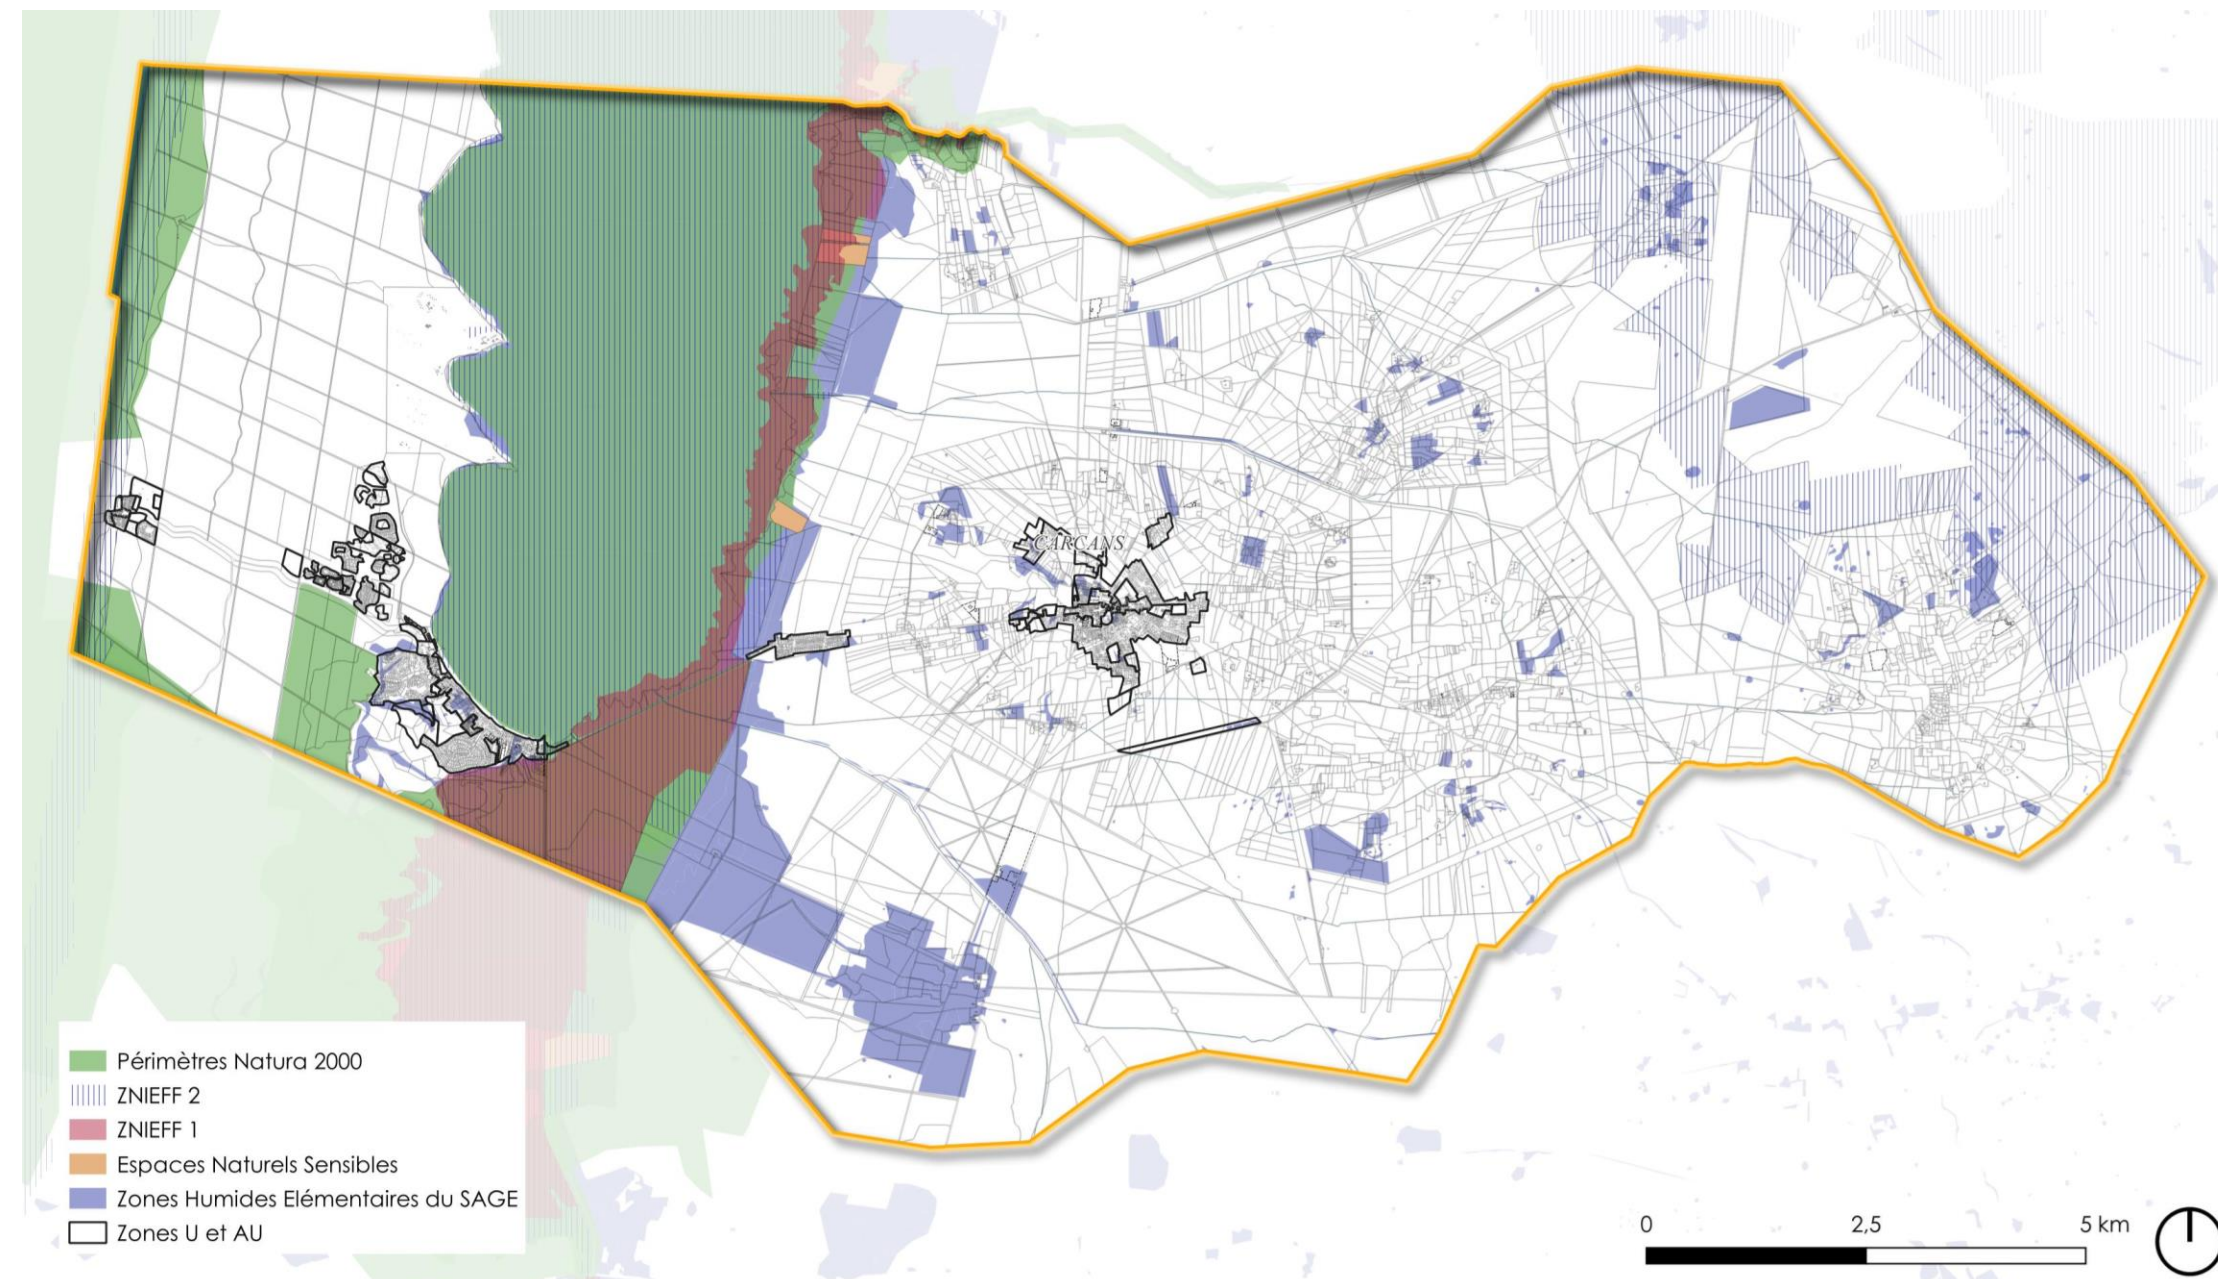 CARCANS
Périmètres Natura 2000
ZNIEFF 2
ZNIEFF 1
Espaces Naturels Sensibles
Zones Humides Elémentaires du SAGE
Zones U et AU
0 2,5 5 km